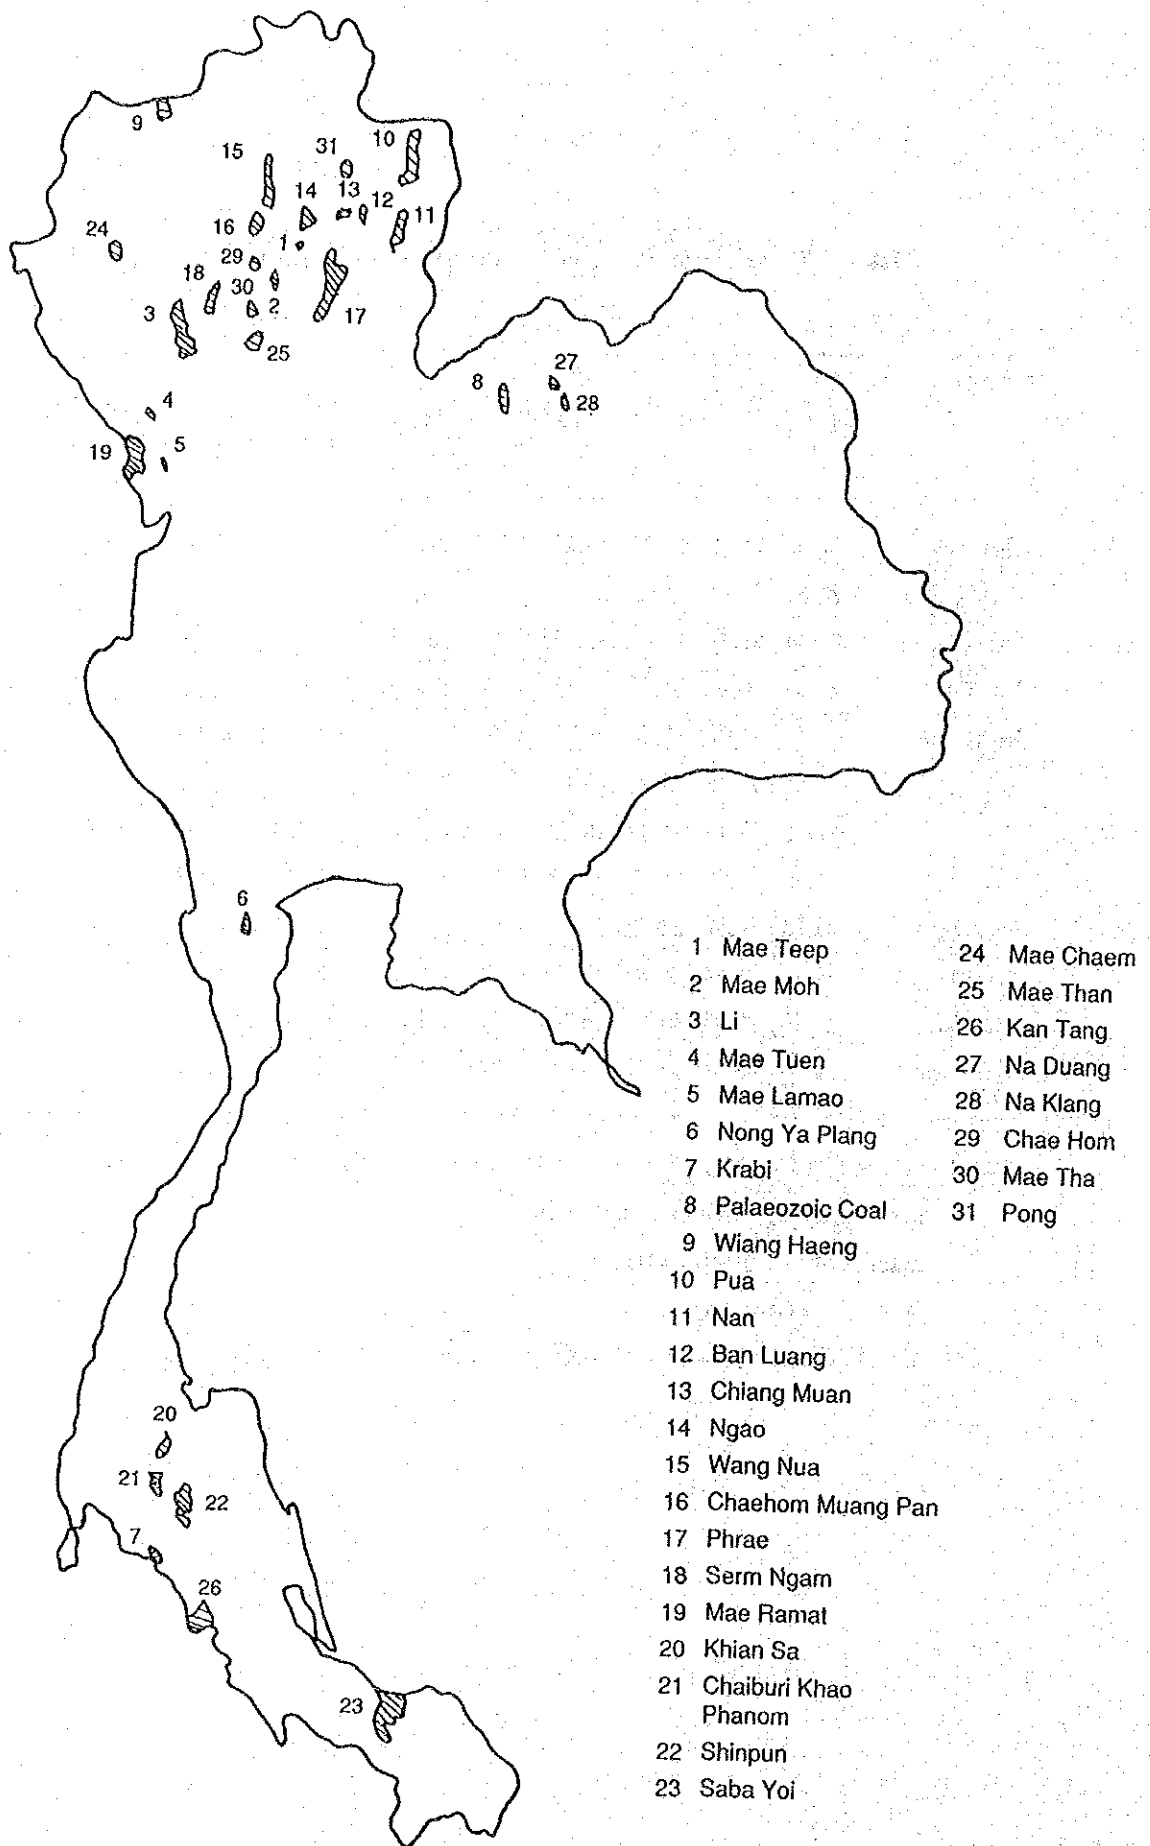 9
10
31
15
13
14
12
11
16
24
1
29
18
30
3
2
17
25
27
8
28
4
5
19
6
20
21
22
7
26
23
1 Mae Teep
2 Mae Moh
3 Li
4 Mae Tuen
5 Mae Lamao
6 Nong Ya Plang
7 Krabi
8 Palaeozoic Coal
9 Wiang Haeng
10 Pua
11 Nan
12 Ban Luang
13 Chiang Muan
14 Ngao
15 Wang Nua
16 Chaehom Muang Pan
17 Phrae
18 Serm Ngam
19 Mae Ramat
20 Khian Sa
21 Chaiburi Khao
Phanom
22 Shinpun
23 Saba Yoi
24 Mae Chaem
25 Mae Than
26 Kan Tang
27 Na Duang
28 Na Klang
29 Chae Hom
30 Mae Tha
31 Pong